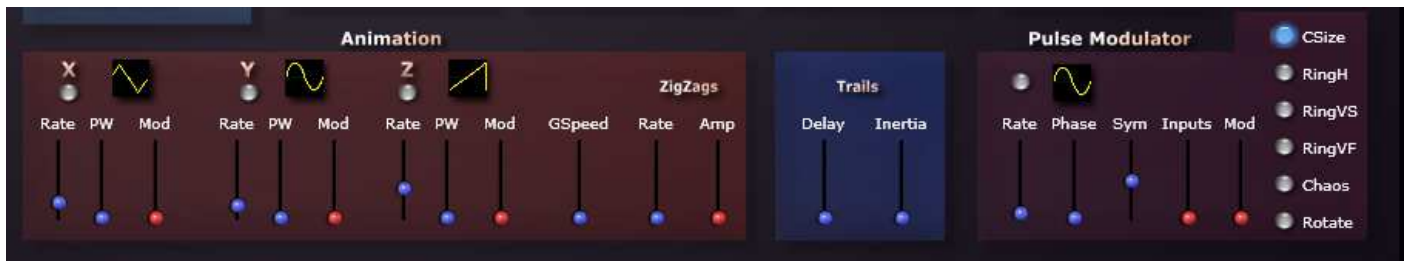 Animation
X
Y
Z
ZigZags
Rate PW Mod
Rate PW Mod
Rate PW Mod
GSpeed
Rate Amp
Trails
Delay Inertia
Pulse Modulator
Rate Phase Sym Inputs Mod
CSize
RingH
RingVS
RingVF
Chaos
Rotate